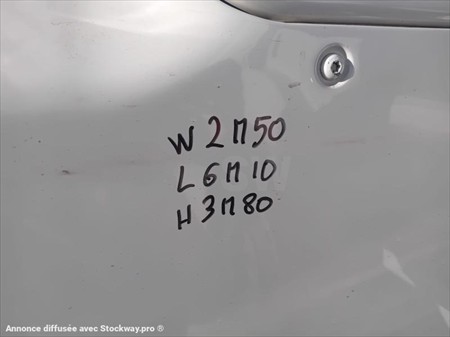 W 2M50
L 6M10
H 3M80
Annonce diffusée avec Stockway.pro ®